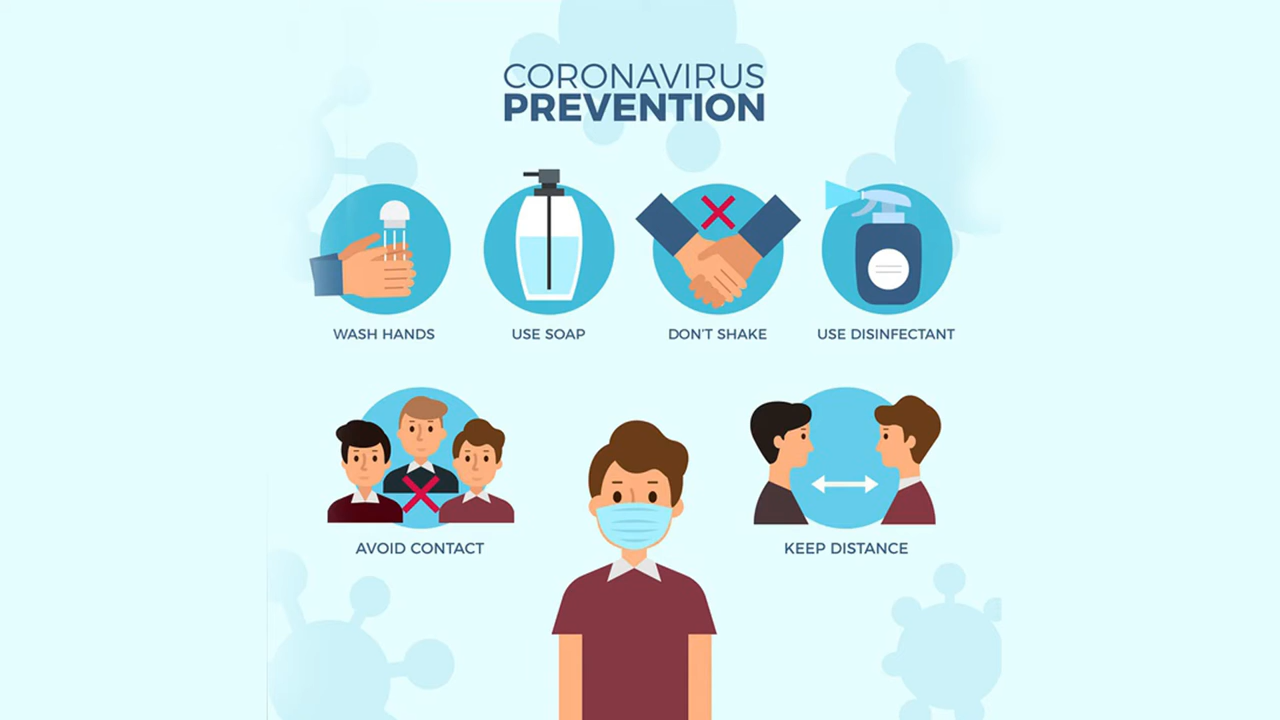 CORONAVIRUS
PREVENTION
WASH HANDS
USE SOAP
DON'T SHAKE
USE DISINFECTANT
AVOID CONTACT
KEEP DISTANCE